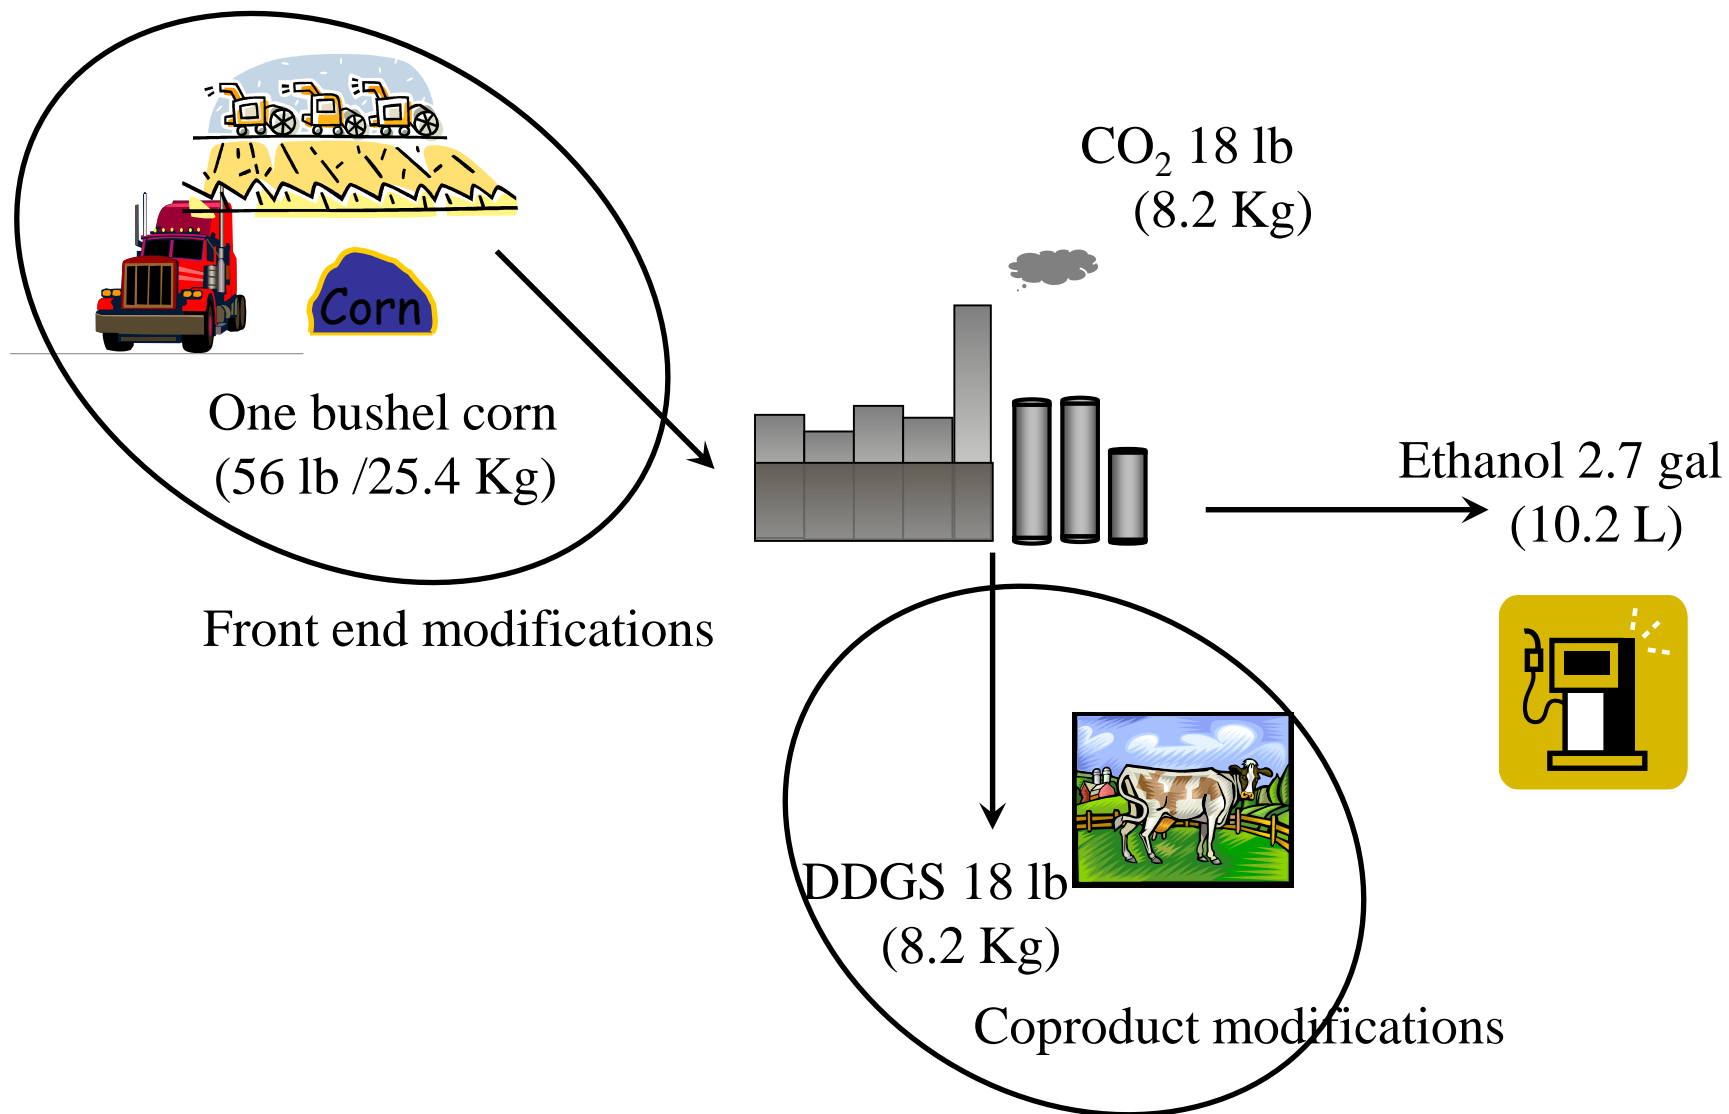 CO₂ 18 lb
(8.2 Kg)
Corn
One bushel corn
(56 lb /25.4 Kg)
Ethanol 2.7 gal
(10.2 L)
Front end modifications
DDGS 18 lb
(8.2 Kg)
Coproduct modifications